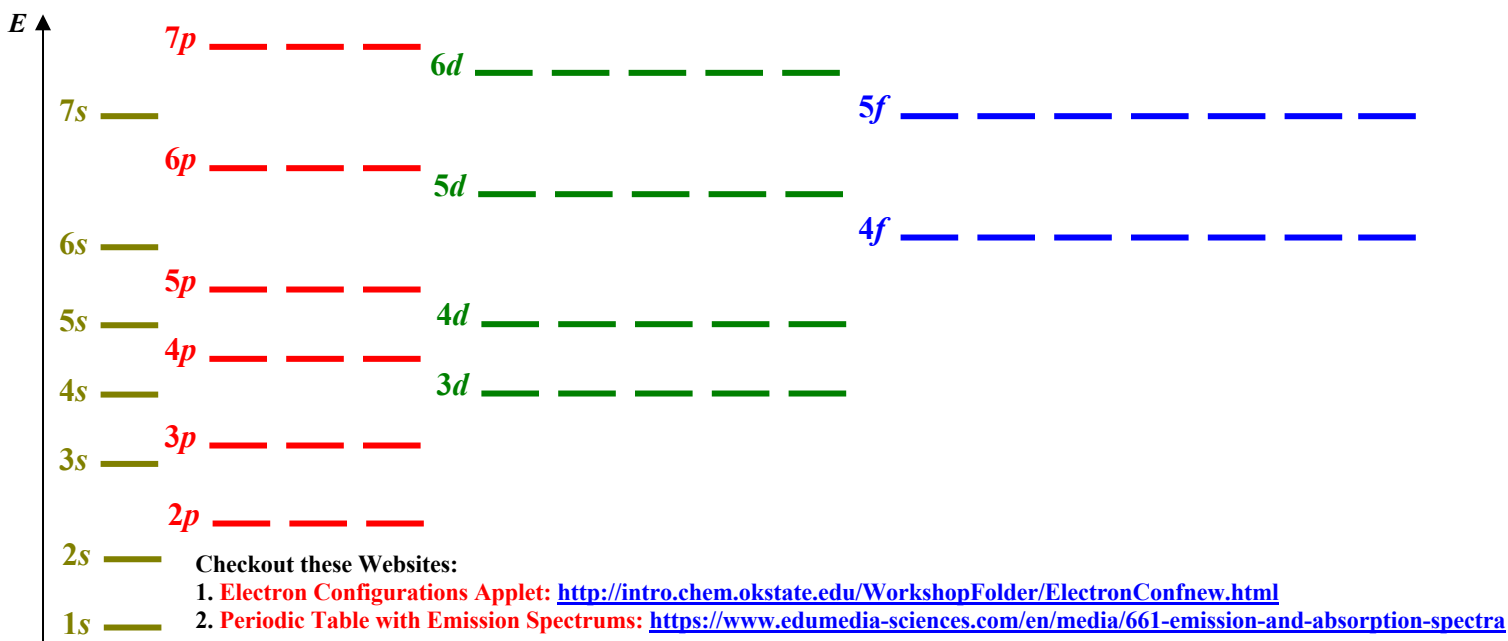 E
7p
6d
7s
5f
6p
5d
4f
6s
5p
5s
4d
4p
4s
3d
3p
3s
2p
2s
Checkout these Websites:
1. Electron Configurations Applet: http://intro.chem.okstate.edu/WorkshopFolder/ElectronConfnew.html
1s
2. Periodic Table with Emission Spectrums: https://www.edumedia-sciences.com/en/media/661-emission-and-absorption-spectra